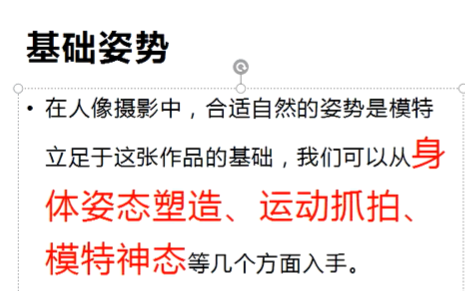 基础姿势
• 在人像摄影中，合适自然的姿势是模特
立足于这张作品的基础，我们可以从身
体姿态塑造、运动抓拍、
模特神态等几个方面入手。